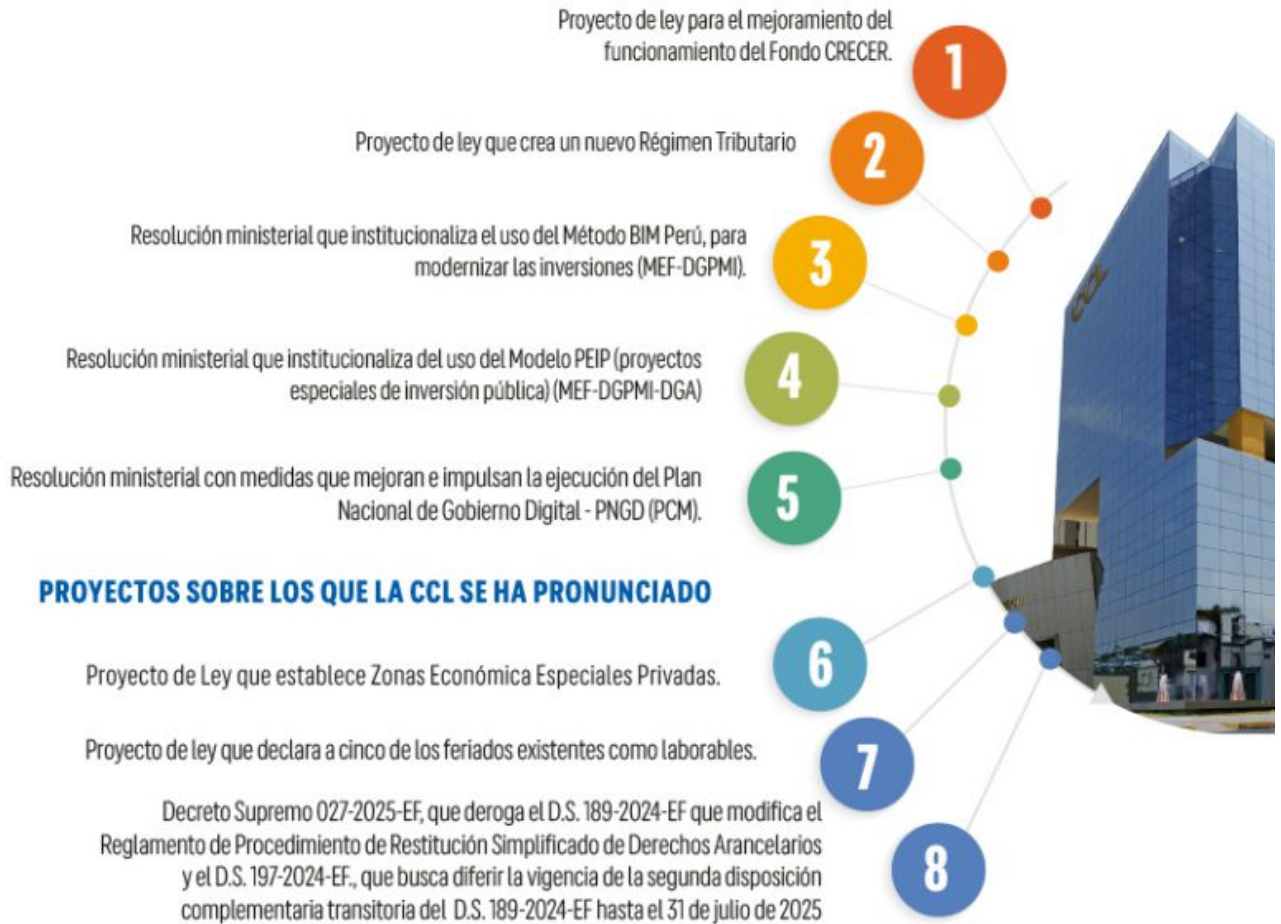 Proyecto de ley para el mejoramiento del
funcionamiento del Fondo CRECER.
1
Proyecto de ley que crea un nuevo Régimen Tributario
2
Resolución ministerial que institucionaliza el uso del Método BIM Perú, para
modernizar las inversiones (MEF-DGPMI).
3
Resolución ministerial que institucionaliza del uso del Modelo PEIP (proyectos
especiales de inversión pública) (MEF-DGPMI-DGA)
4
Resolución ministerial con medidas que mejoran e impulsan la ejecución del Plan
Nacional de Gobierno Digital - PNGD (PCM).
5
PROYECTOS SOBRE LOS QUE LA CCL SE HA PRONUNCIADO
Proyecto de Ley que establece Zonas Económica Especiales Privadas.
6
Proyecto de ley que declara a cinco de los feriados existentes como laborables.
7
Decreto Supremo 027-2025-EF, que deroga el D.S. 189-2024-EF que modifica el
Reglamento de Procedimiento de Restitución Simplificado de Derechos Arancelarios
y el D.S. 197-2024-EF., que busca diferir la vigencia de la segunda disposición
complementaria transitoria del D.S. 189-2024-EF hasta el 31 de julio de 2025
8
CCL